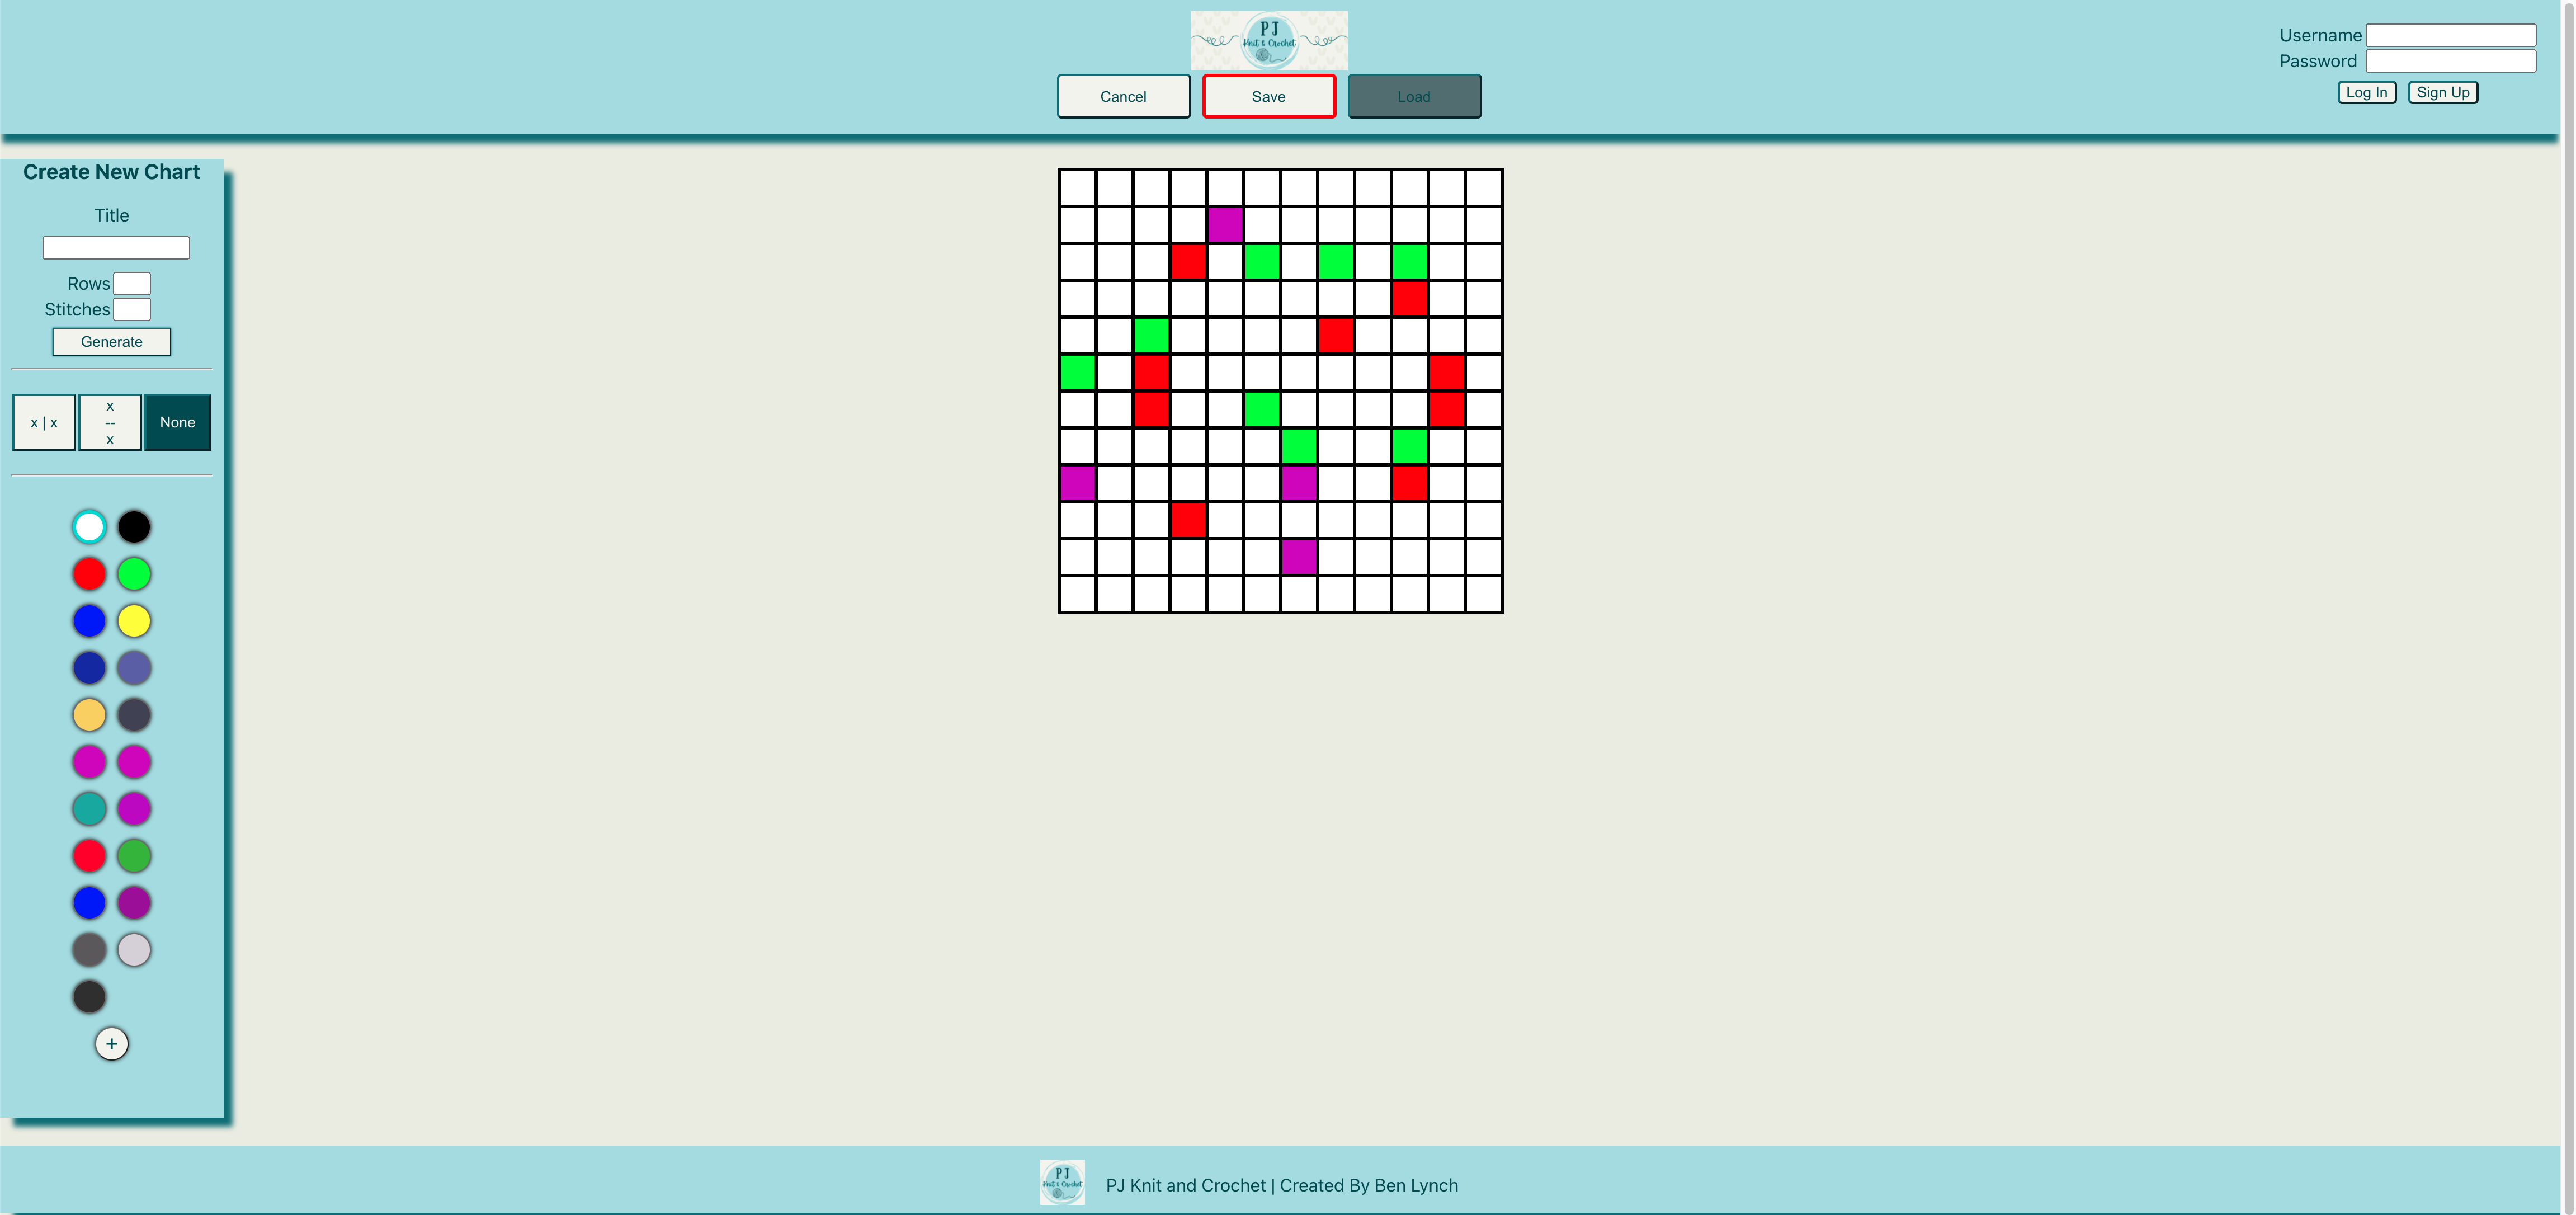 PJ
Knit & Crochet
Cancel
Save
Load
Username
Password
Log In
Sign Up
Create New Chart
Title
Rows
Stitches
Generate
x | x
x
--
x
None
+
PJ
Knit & Crochet
PJ Knit and Crochet | Created By Ben Lynch